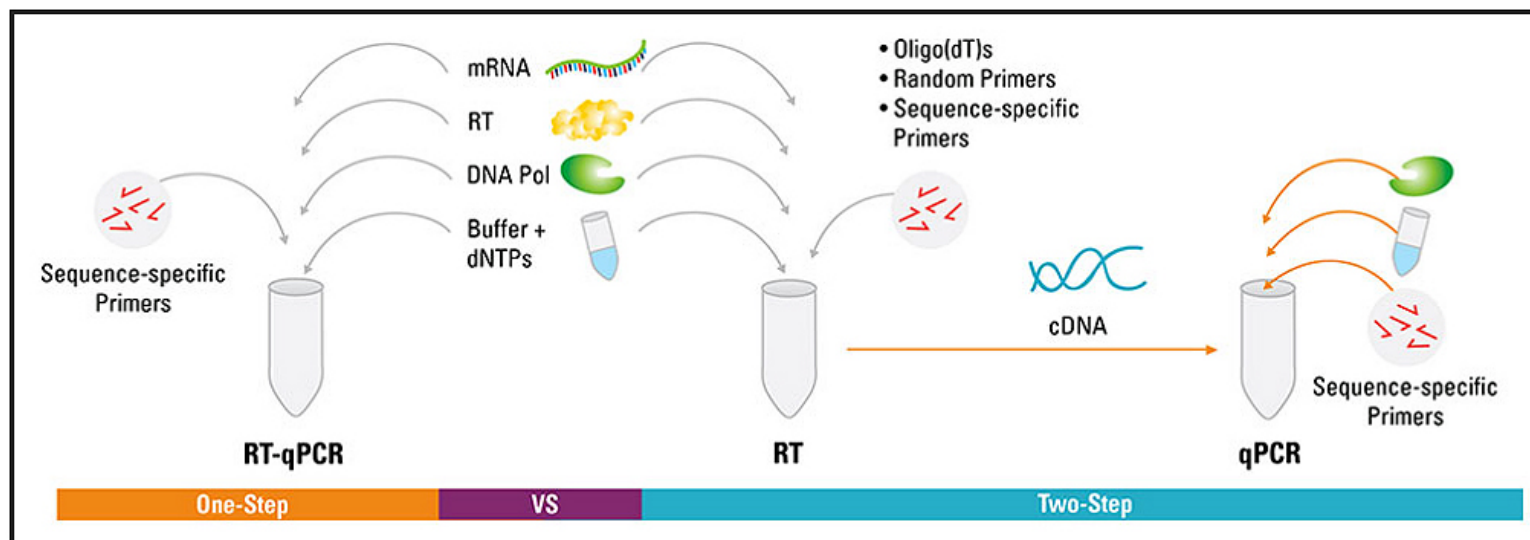 mRNA
RT
DNA Pol
Buffer +
dNTPs
• Oligo(dT)s
• Random Primers
• Sequence-specific
Primers
Sequence-specific
Primers
cDNA
Sequence-specific
Primers
RT-qPCR
RT
qPCR
One-Step
VS
Two-Step